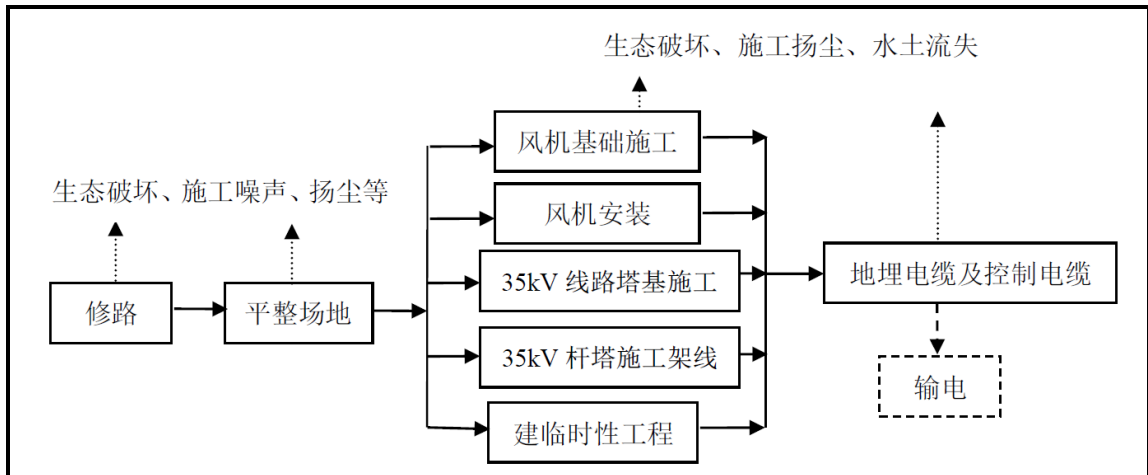 生态破坏、施工扬尘、水土流失
风机基础施工
生态破坏、施工噪声、扬尘等
风机安装
地埋电缆及控制电缆
35kV 线路塔基施工
修路
平整场地
35kV 杆塔施工架线
输电
建临时性工程